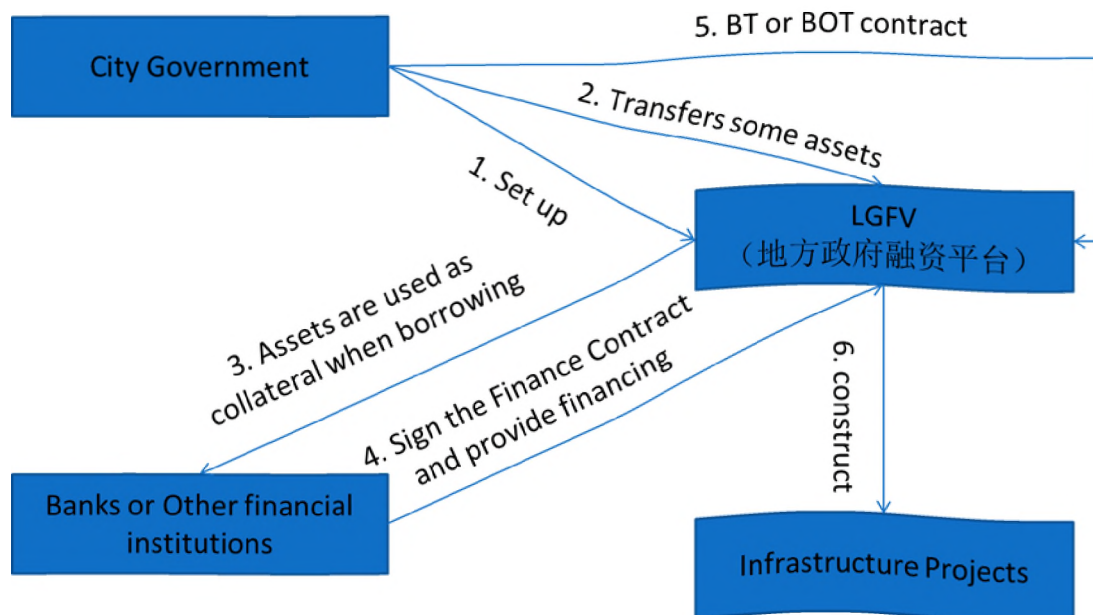 5. BT or BOT contract
City Government
2. Transfers some assets
1. Set up
LGFV
（地方政府融资平台）
3. Assets are used as
collateral when borrowing
4. Sign the Finance Contract
and provide financing
6. construct
Banks or Other financial
institutions
Infrastructure Projects